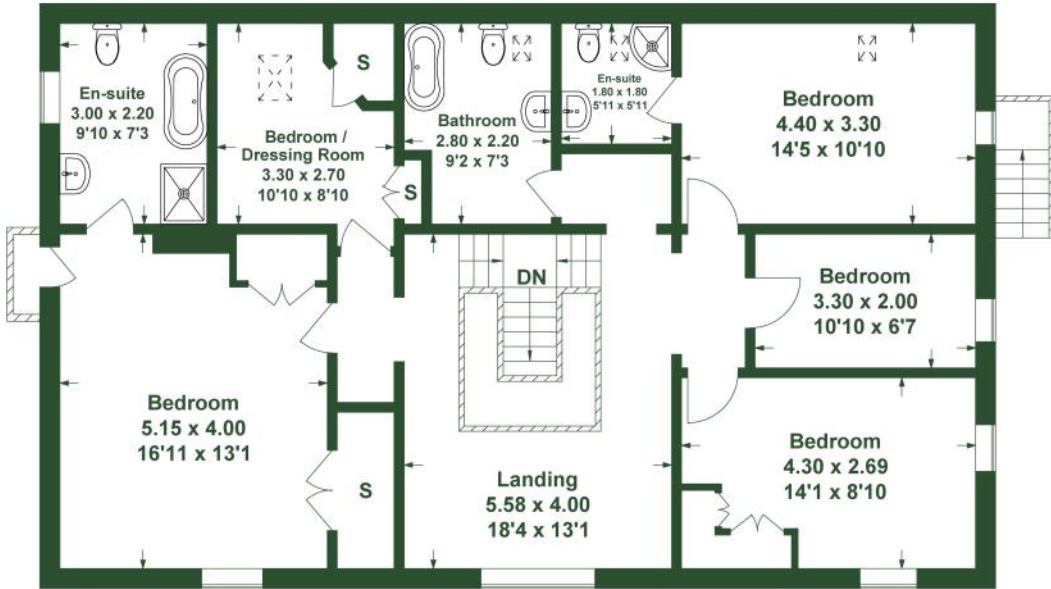 En-suite
3.00 x 2.20
9'10 x 7'3
S
Bedroom /
Dressing Room
3.30 x 2.70
10'10 x 8'10
S
Bathroom
2.80 x 2.20
9'2 x 7'3
En-suite
1.80 x 1.80
5'11 x 5'11
Bedroom
4.40 x 3.30
14'5 x 10'10
DN
Bedroom
3.30 x 2.00
10'10 x 6'7
Bedroom
5.15 x 4.00
16'11 x 13'1
S
Landing
5.58 x 4.00
18'4 x 13'1
Bedroom
4.30 x 2.69
14'1 x 8'10